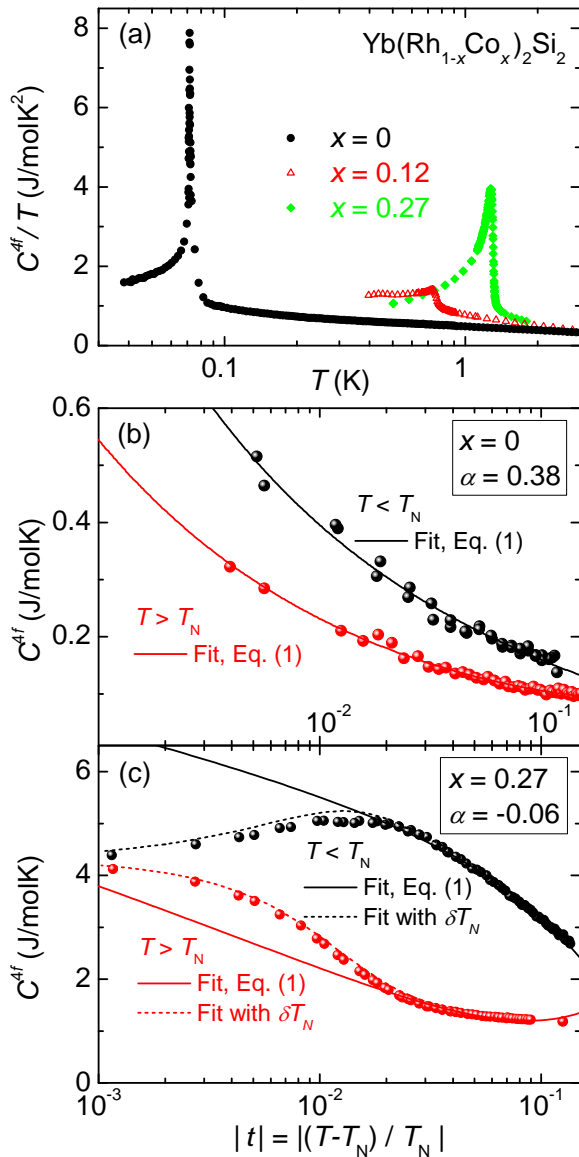 (a)
Yb(Rh1-xCox)2Si2
8
6
4
2
0
C4f/T (J/molK2)
x = 0
x = 0.12
x = 0.27
0.1
1
T (K)
(b)
x = 0
α = 0.38
0.6
0.4
0.2
C4f (J/molK)
T < TN
Fit, Eq. (1)
T > TN
Fit, Eq. (1)
10-2
10-1
(c)
x = 0.27
α = -0.06
6
4
2
0
C4f (J/molK)
T < TN
Fit, Eq. (1)
Fit with δTN
T > TN
Fit, Eq. (1)
Fit with δTN
10-3
10-2
10-1
| t | = |(T-TN) / TN |